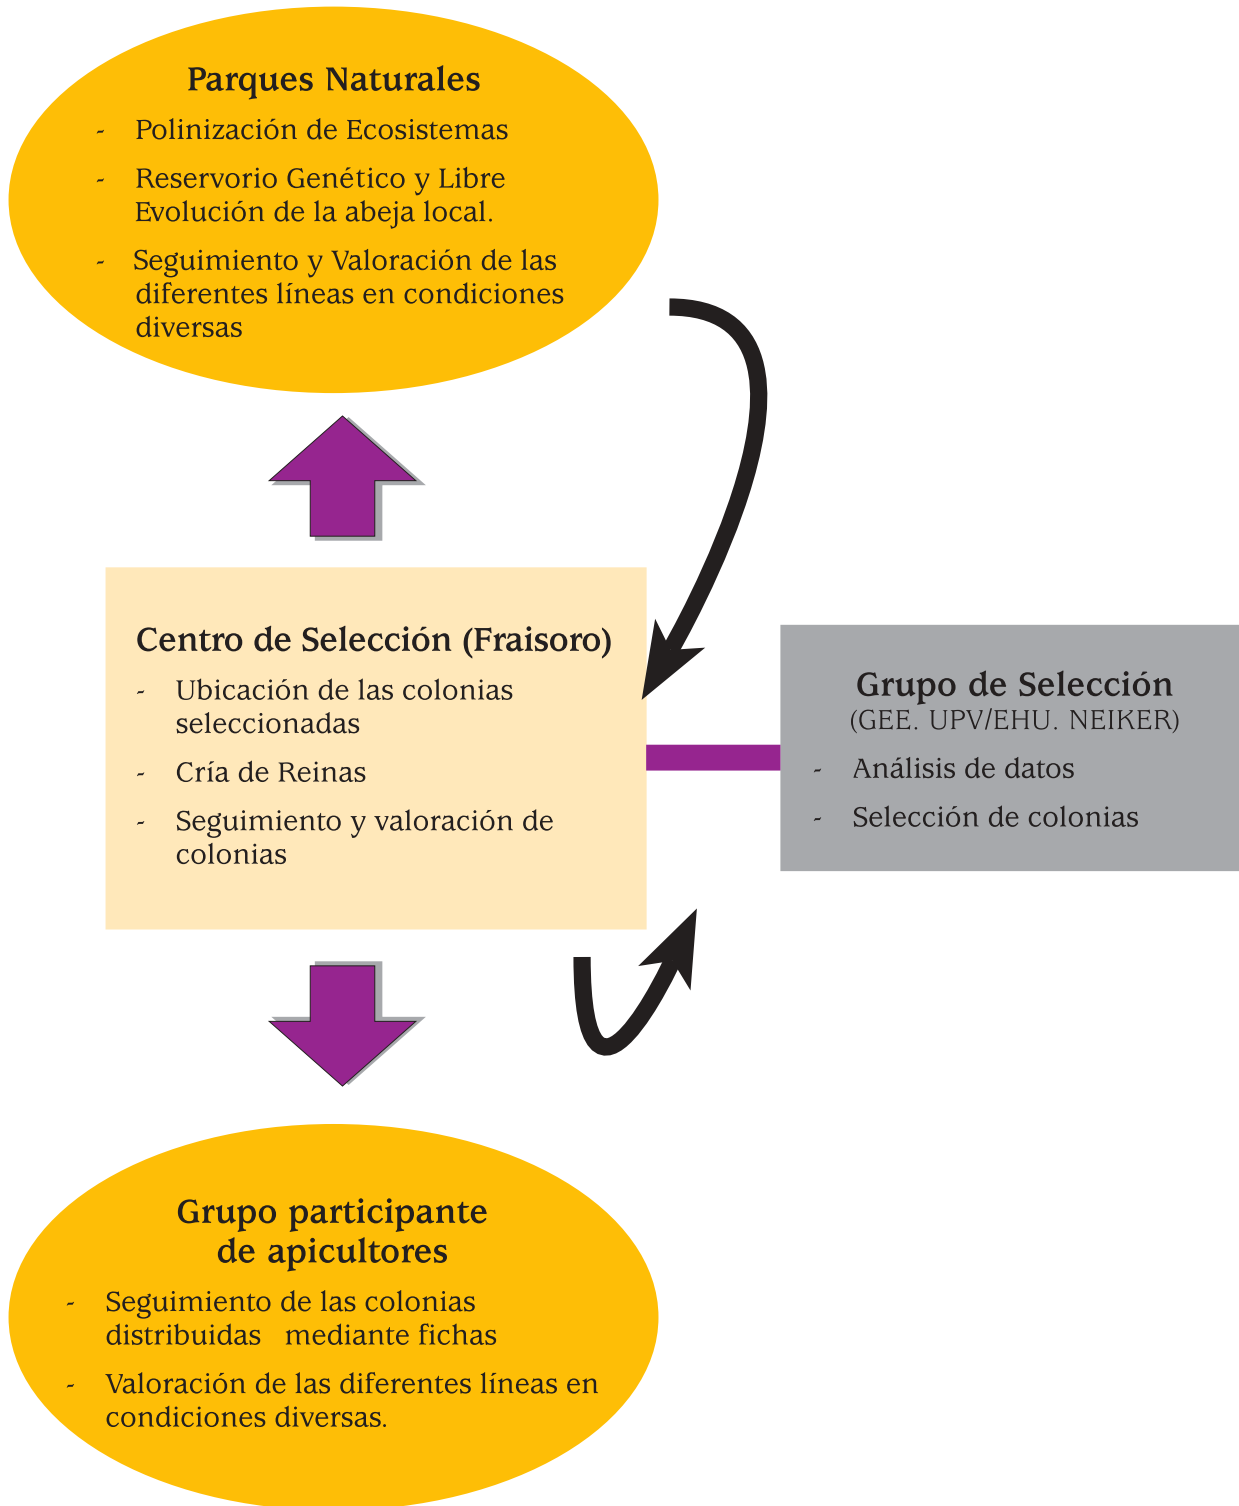 Parques Naturales
- Polinización de Ecosistemas
- Reservorio Genético y Libre
Evolución de la abeja local.
- Seguimiento y Valoración de las
diferentes líneas en condiciones
diversas
Centro de Selección (Fraisoro)
- Ubicación de las colonias
seleccionadas
- Cría de Reinas
- Seguimiento y valoración de
colonias
Grupo de Selección
(GEE. UPV/EHU. NEIKER)
- Análisis de datos
- Selección de colonias
Grupo participante
de apicultores
- Seguimiento de las colonias
distribuidas mediante fichas
- Valoración de las diferentes líneas en
condiciones diversas.